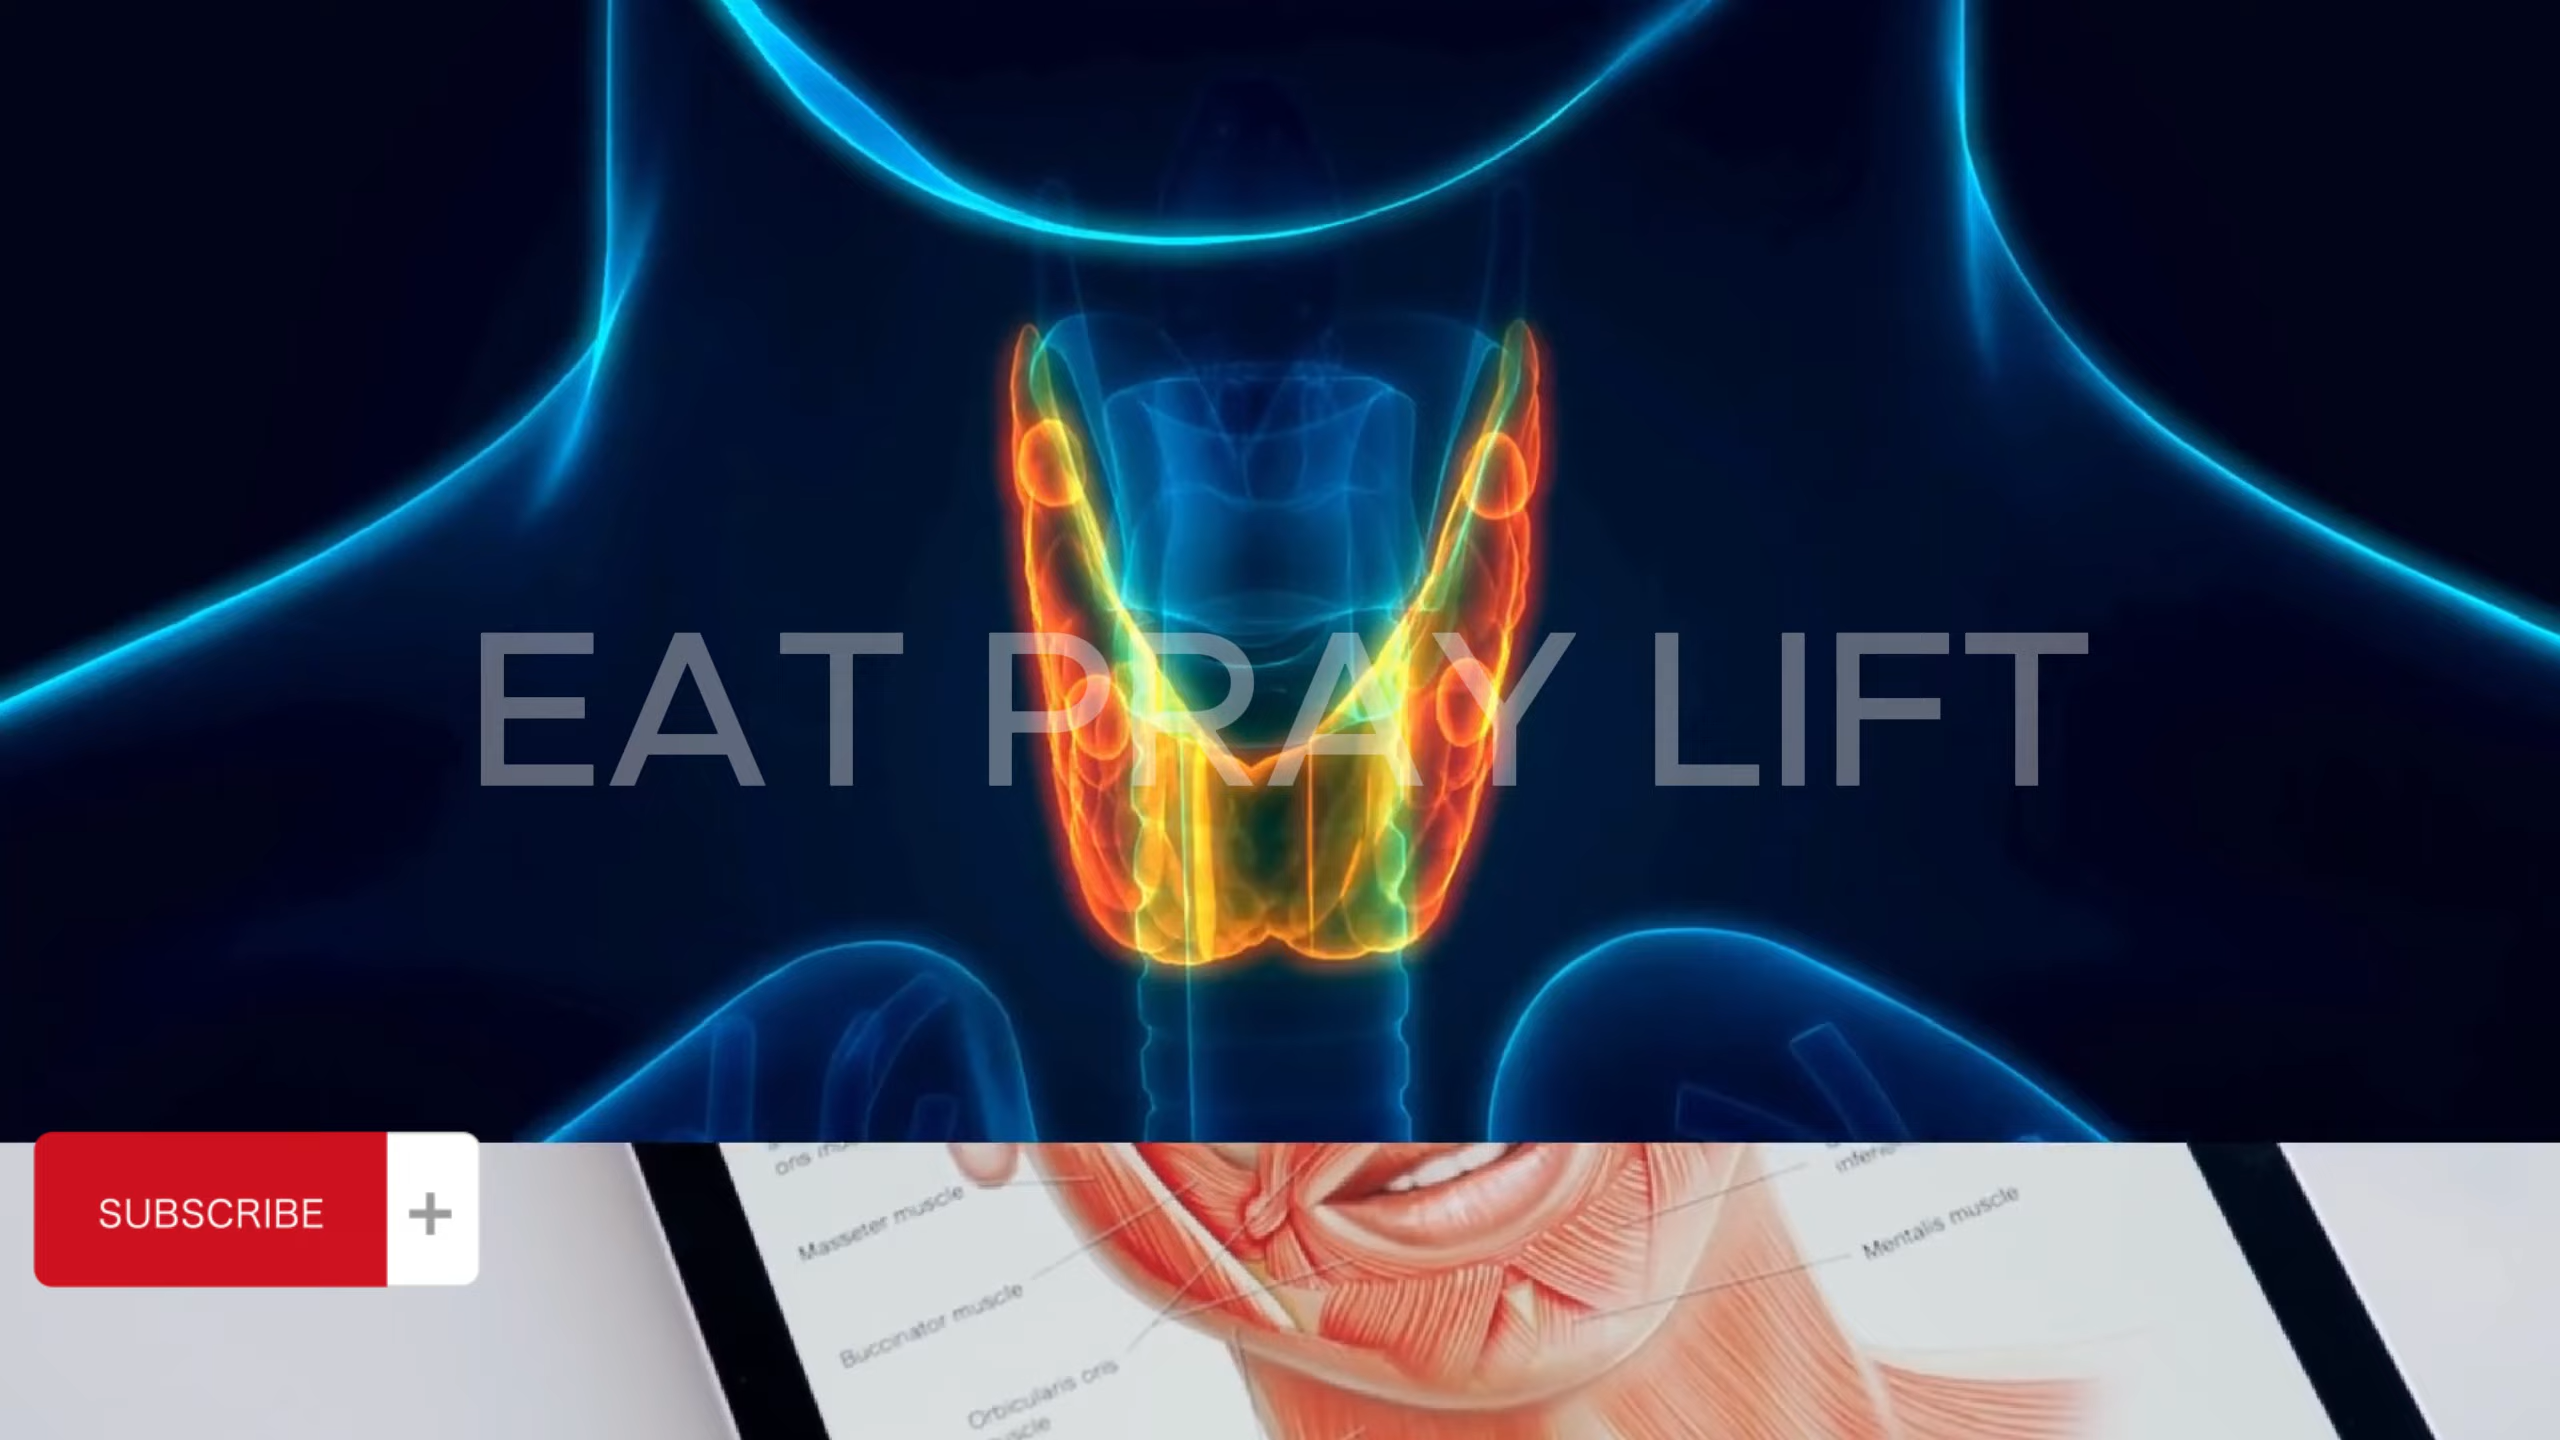 EAT PRAY LIFT
SUBSCRIBE
Masseter muscle
Mentalis muscle
Buccinator muscle
Orbicularis oris